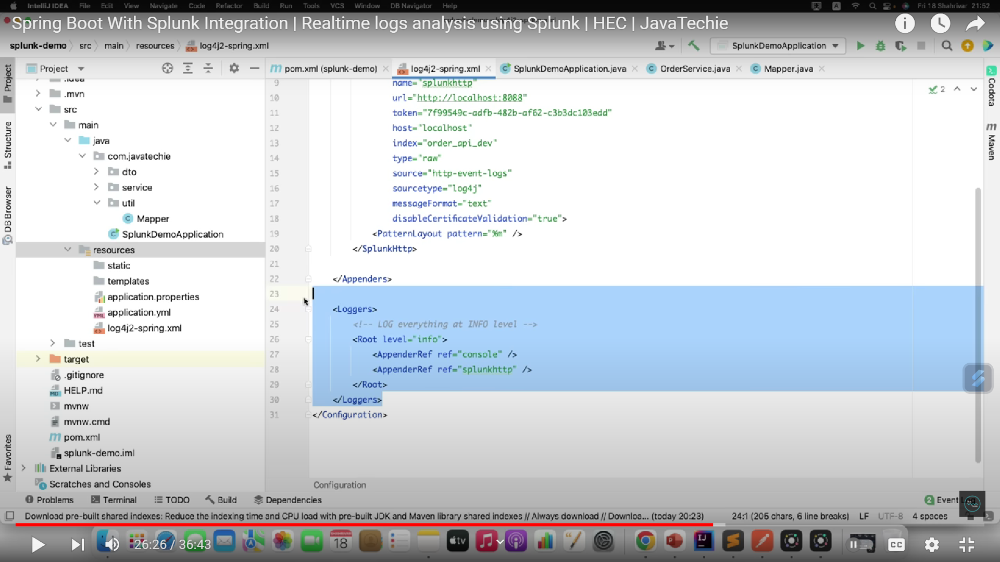 IntelliJ IDEA File Edit View Navigate Code Refactor Build Run Tools VCS Window DB Navigator Help A Fri 18 Shahrivar 21:52
Spring Boot With Splunk Integration | Realtime logs analysis using Splunk | HEC | JavaTechie
splunk-demo src main resources log4j2-spring.xml SplunkDemoApplication
Project
pom.xml (splunk-demo) log4j2-spring.xml SplunkDemoApplication.java OrderService.java Mapper.java
Project
Structure
DB Browser
Favorites
.idea
.mvn
src
main
java
com.javatechie
dto
service
util
Mapper
SplunkDemoApplication
resources
static
templates
application.properties
application.yml
log4j2-spring.xml
test
target
.gitignore
HELP.md
mvnw
mvnw.cmd
pom.xml
splunk-demo.iml
External Libraries
Scratches and Consoles
9 name="splunkhttp"
10 url="http://localhost:8088"
11 token="7f99549c-adfb-482b-af62-c3b3dc103edd"
12 host="localhost"
13 index="order_api_dev"
14 type="raw"
15 source="http-event-logs"
16 sourcetype="log4j"
17 messageFormat="text"
18 disableCertificateValidation="true">
19 <PatternLayout pattern="%m" />
20 </SplunkHttp>
21
22 </Appenders>
23
24 <Loggers>
25 <!-- LOG everything at INFO level -->
26 <Root level="info">
27 <AppenderRef ref="console" />
28 <AppenderRef ref="splunkhttp" />
29 </Root>
30 </Loggers>
31 </Configuration>
2
Codota
Maven
Configuration
Problems Terminal TODO Build Dependencies 2 Event
Download pre-built shared indexes: Reduce the indexing time and CPU load with pre-built JDK and Maven library shared indexes // Always download // Downloa... (today 20:23) 24:1 (205 chars, 6 line breaks) LF UTF-8 4 spaces
26:26 / 36:43 18 tv IJ CC